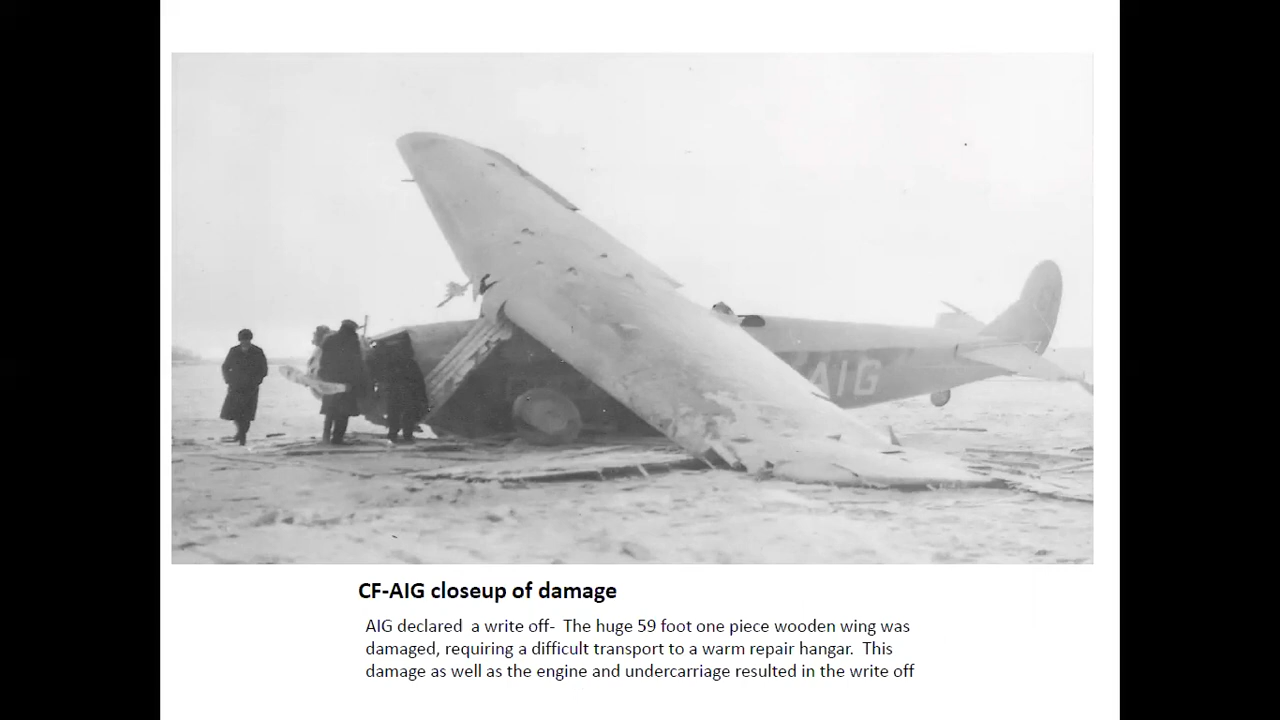 AIG
CF-AIG closeup of damage
AIG declared  a write off-  The huge 59 foot one piece wooden wing was
damaged, requiring a difficult transport to a warm repair hangar.  This
damage as well as the engine and undercarriage resulted in the write off